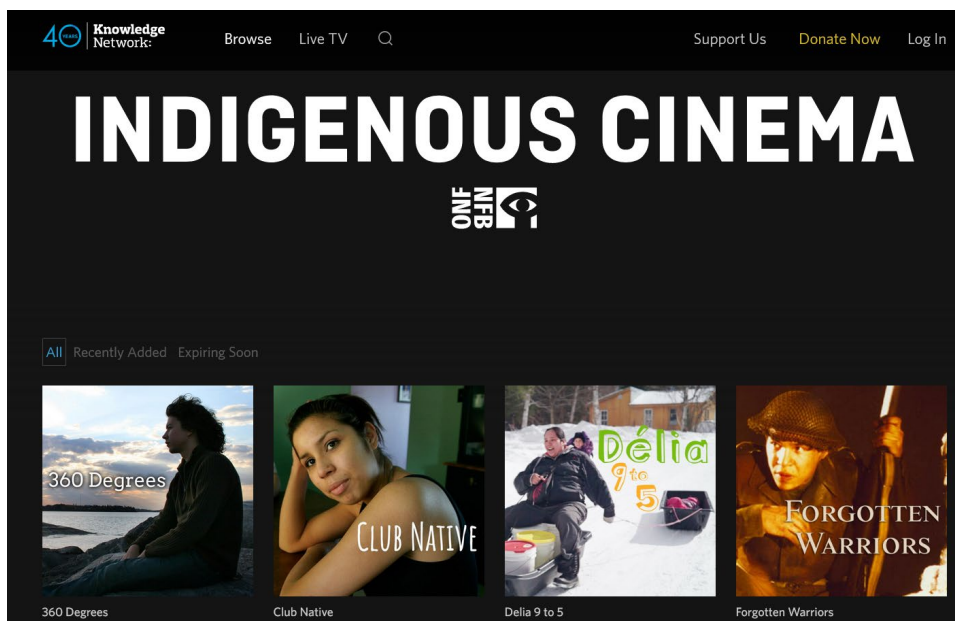 40 YEARS Knowledge Network:
Browse Live TV Support Us Donate Now Log In
INDIGENOUS CINEMA
ONF NFB
All Recently Added Expiring Soon
360 Degrees
CLUB NATIVE
Délia
9 to
5
FORGOTTEN
WARRIORS
360 Degrees Club Native Delia 9 to 5 Forgotten Warriors